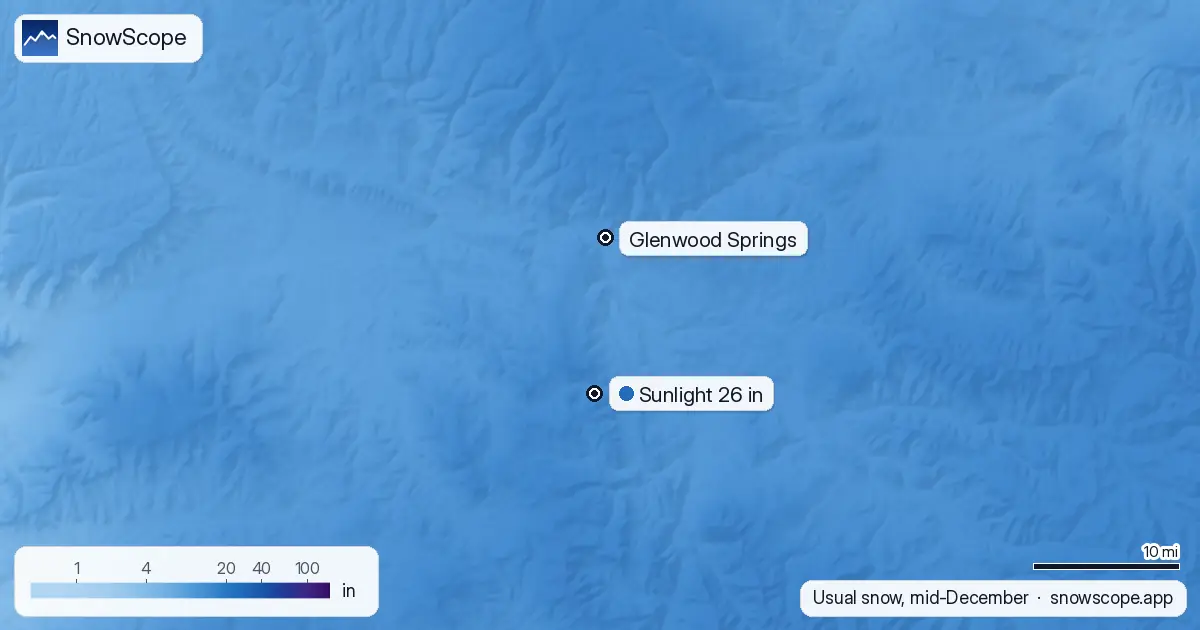 SnowScope
Glenwood Springs
Sunlight 26 in
1 4 20 40 100
in
10 mi
Usual snow, mid-December · snowscope.app